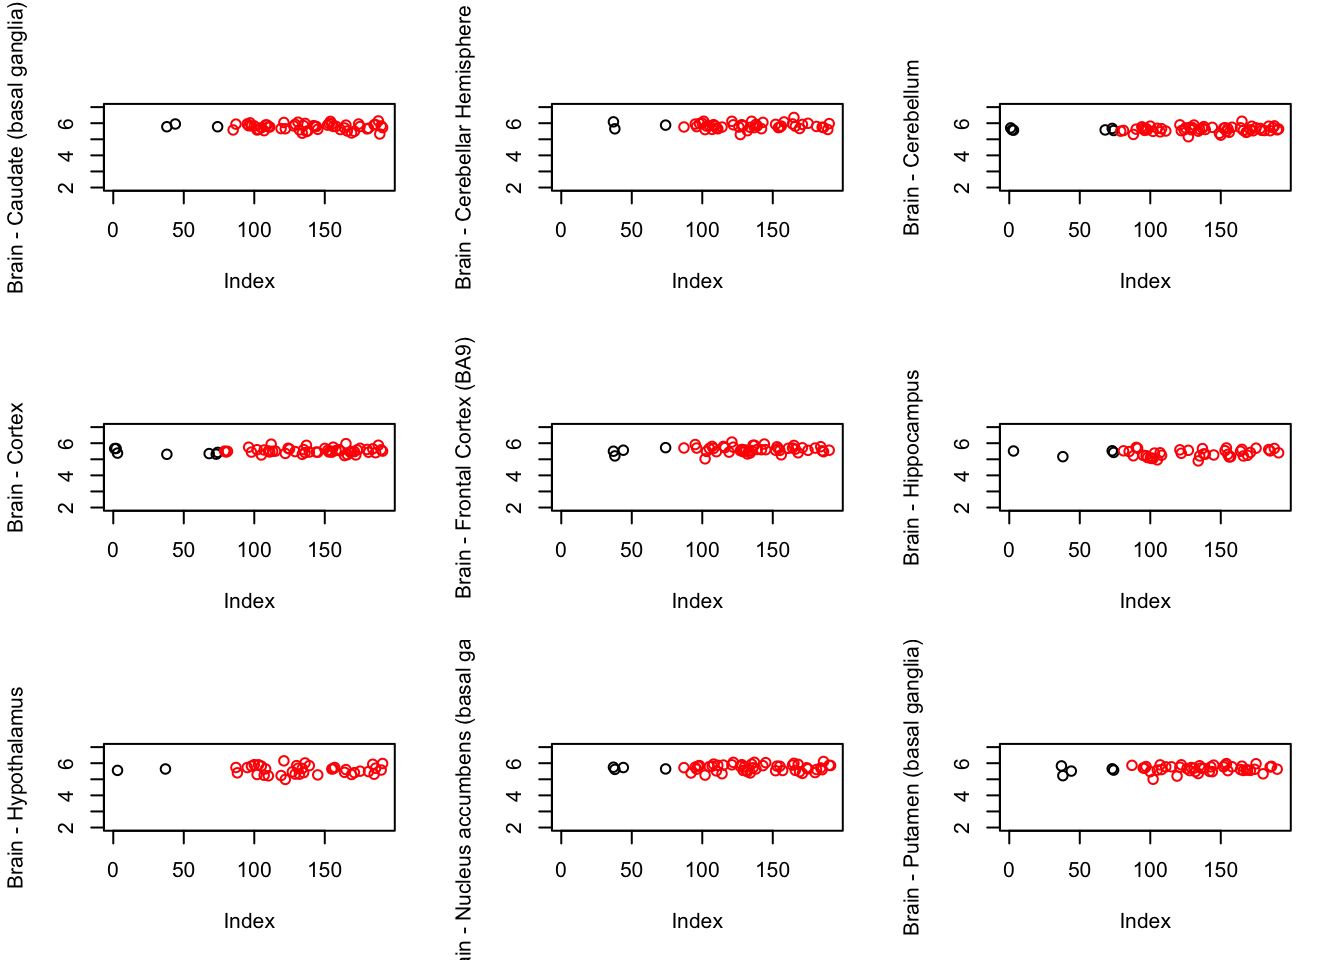 Brain - Caudate (basal ganglia)
2 4 6
0 50 100 150
Index
Brain - Cerebellar Hemisphere
2 4 6
0 50 100 150
Index
Brain - Cerebellum
2 4 6
0 50 100 150
Index
Brain - Cortex
2 4 6
0 50 100 150
Index
Brain - Frontal Cortex (BA9)
2 4 6
0 50 100 150
Index
Brain - Hippocampus
2 4 6
0 50 100 150
Index
Brain - Hypothalamus
2 4 6
0 50 100 150
Index
ain - Nucleus accumbens (basal ga
2 4 6
0 50 100 150
Index
Brain - Putamen (basal ganglia)
2 4 6
0 50 100 150
Index